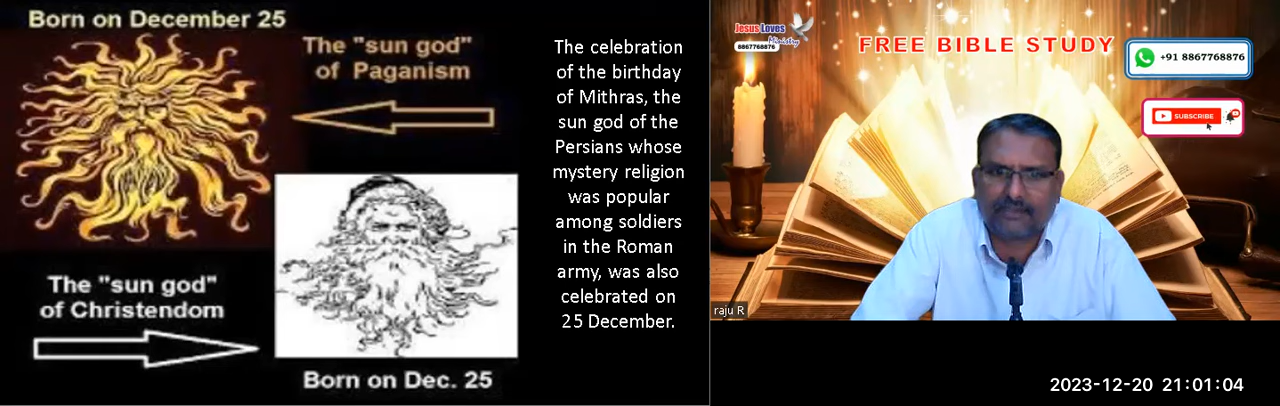 Born on December 25
The "sun god"
of Paganism
The "sun god"
of Christendom
Born on Dec. 25
The celebration
of the birthday
of Mithras, the
sun god of the
Persians whose
mystery religion
was popular
among soldiers
in the Roman
army, was also
celebrated on
25 December.
Jesus Loves
Ministry
8867768876
FREE BIBLE STUDY
+91 8867768876
SUBSCRIBE
raju R
2023-12-20 21:01:04